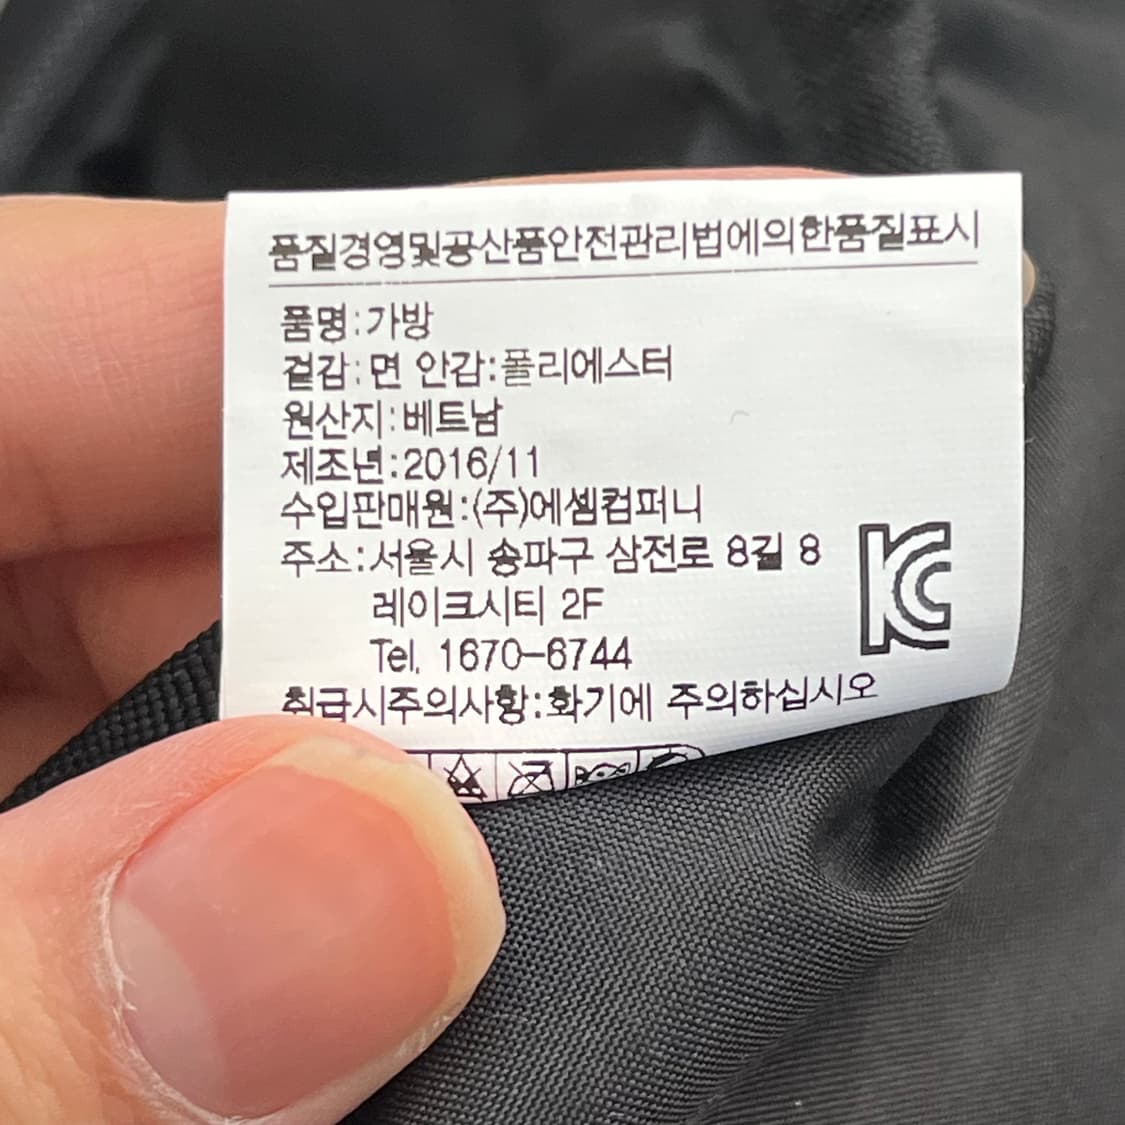 품질경영및공산품안전관리법에의한품질표시
품명:가방
겉감:면 안감:폴리에스터
원산지:베트남
제조년:2016/11
수입판매원:(주)에셈컴퍼니
주소:서울시 송파구 삼전로 8길 8
레이크시티 2F
Tel. 1670-6744
취급시주의사항:화기에 주의하십시오
KC